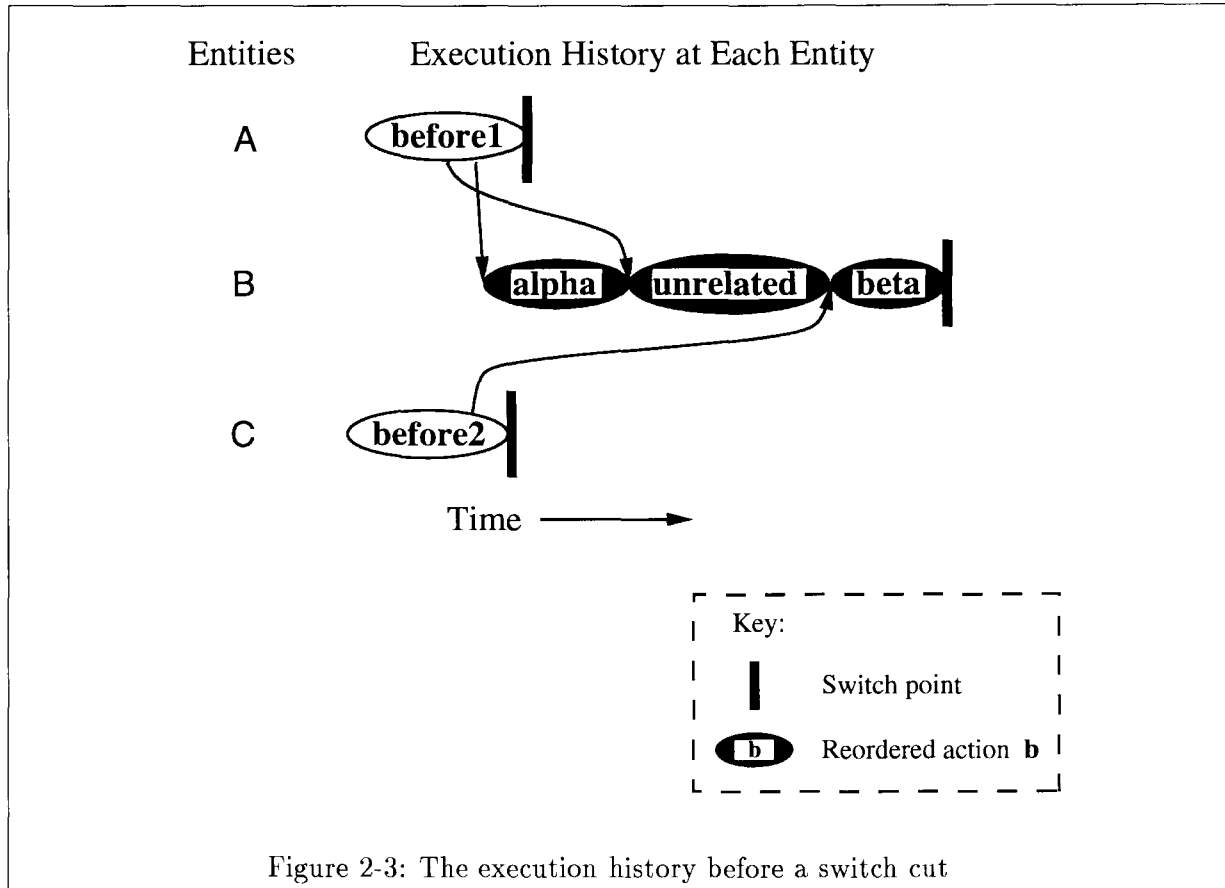 Entities Execution History at Each Entity
A before1
B alpha unrelated beta
C before2
Time
Key:
Switch point
b Reordered action b
Figure 2-3: The execution history before a switch cut